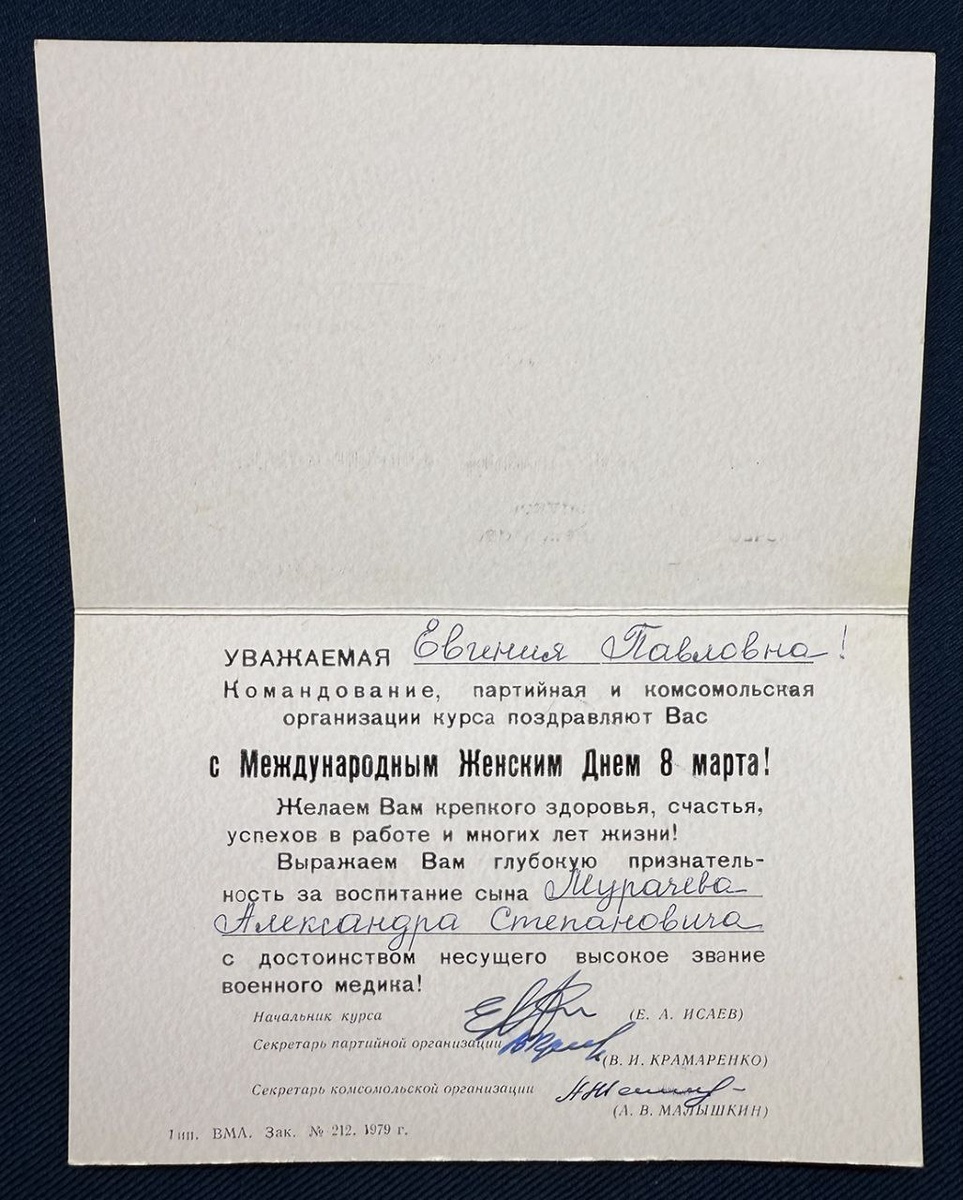 УВАЖАЕМАЯ Евгения Павловна!
Командование, партийная и комсомольская
организации курса поздравляют Вас
с Международным Женским Днем 8 марта!
Желаем Вам крепкого здоровья, счастья,
успехов в работе и многих лет жизни!
Выражаем Вам глубокую признатель-
ность за воспитание сына Мурачева
Александра Степановича
с достоинством несущего высокое звание
военного медика!
Начальник курса (Е. А. ИСАЕВ)
Секретарь партийной организации
(В. И. КРАМАРЕНКО)
Секретарь комсомольской организации
(А. В. МАЛЫШКИН)
Тип. ВМА. Зак. № 212. 1979 г.